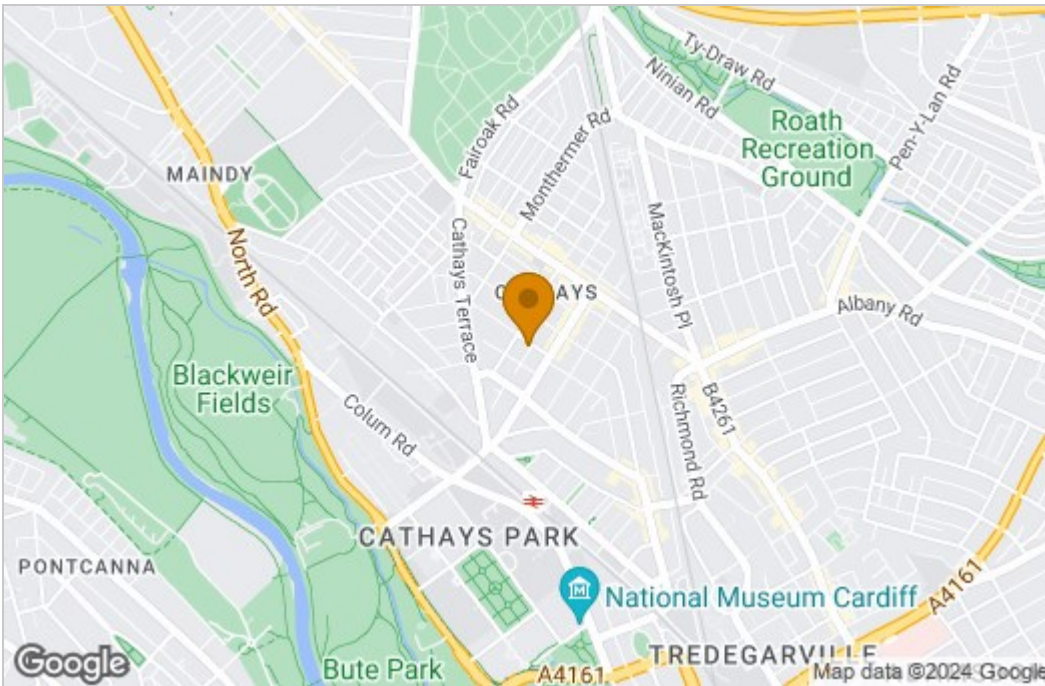 Ty-Draw Rd
Ninian Rd
Pen-Y-Lan Rd
Roath
Recreation
Ground
Fairoak Rd
Monthermer Rd
MAINDY
MacKintosh Pl
North Rd
Cathays Terrace
Albany Rd
Blackweir
Fields
Colum Rd
B4261
Richmond Rd
CATHAYS PARK
PONTCANNA
National Museum Cardiff
A4161
TREDEGARVILLE
Google
Bute Park
A4161
Map data ©2024 Google